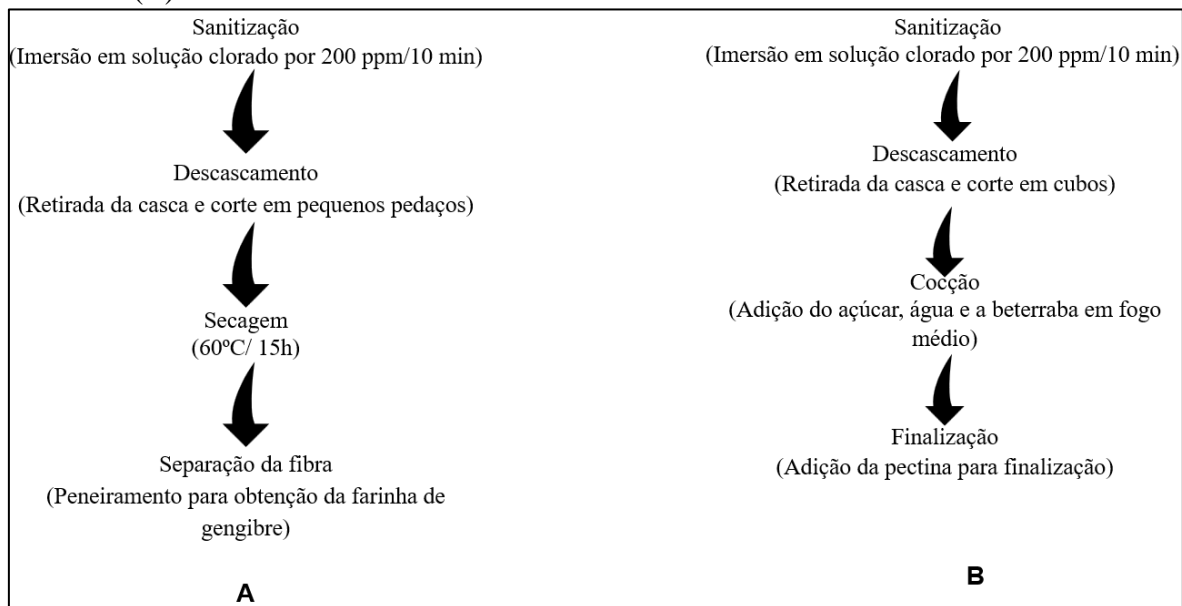 Sanitização
(Imersão em solução clorado por 200 ppm/10 min)
Descascamento
(Retirada da casca e corte em pequenos pedaços)
Secagem
(60ºC/ 15h)
Separação da fibra
(Peneiramento para obtenção da farinha de
gengibre)
A
Sanitização
(Imersão em solução clorado por 200 ppm/10 min)
Descascamento
(Retirada da casca e corte em cubos)
Cocção
(Adição do açúcar, água e a beterraba em fogo
médio)
Finalização
(Adição da pectina para finalização)
B